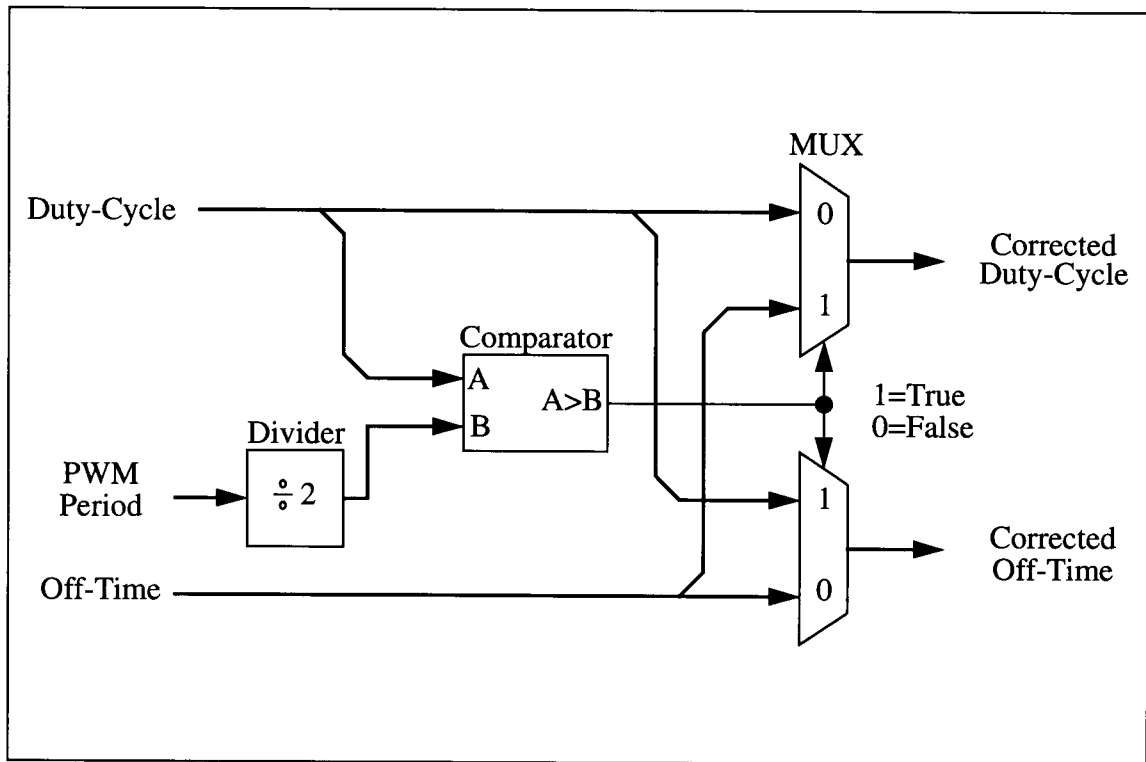 MUX
Duty-Cycle
0
Corrected
Duty-Cycle
1
Comparator
A
A>B
B
1=True
0=False
Divider
÷ 2
PWM
Period
1
Corrected
Off-Time
Off-Time
0